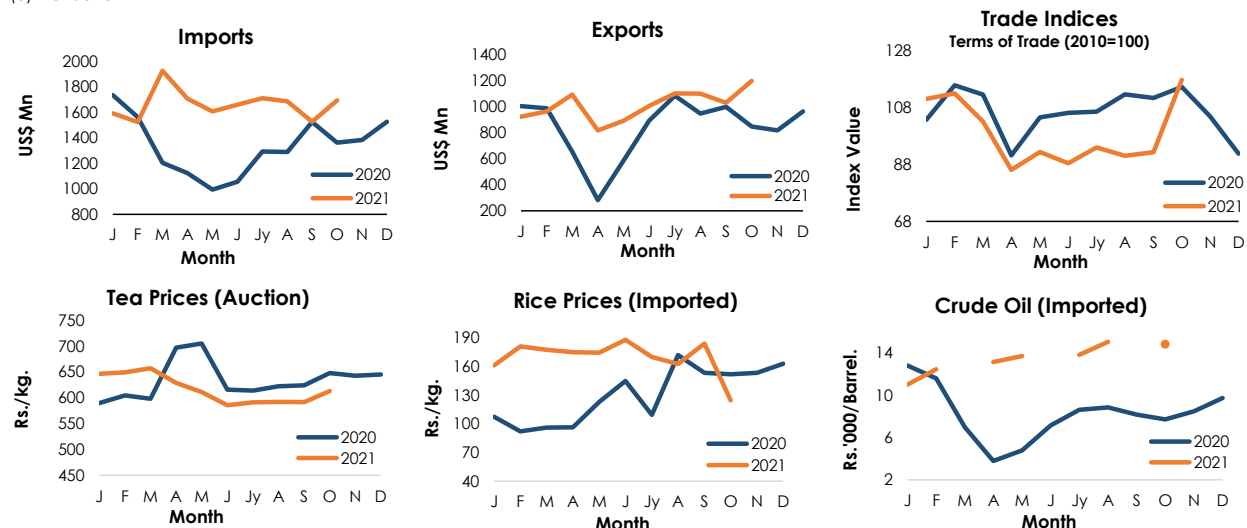 Imports
2000
1800
1600
1400
1200
1000
800
US$ Mn
2020
2021
J F M A M J Jy A S O N D
Month
Exports
1400
1200
1000
800
600
400
200
US$ Mn
2020
2021
J F M A M J Jy A S O N D
Month
Trade Indices
Terms of Trade (2010=100)
128
108
88
68
Index Value
2020
2021
J F M A M J Jy A S O N D
Month
Tea Prices (Auction)
750
700
650
600
550
500
450
Rs./kg.
2020
2021
J F M A M J Jy A S O N D
Month
Rice Prices (Imported)
190
160
130
100
70
40
Rs./kg.
2020
2021
J F M A M J Jy A S O N D
Month
Crude Oil (Imported)
14
10
6
2
Rs.'000/Barrel.
2020
2021
J F M A M J Jy A S O N D
Month